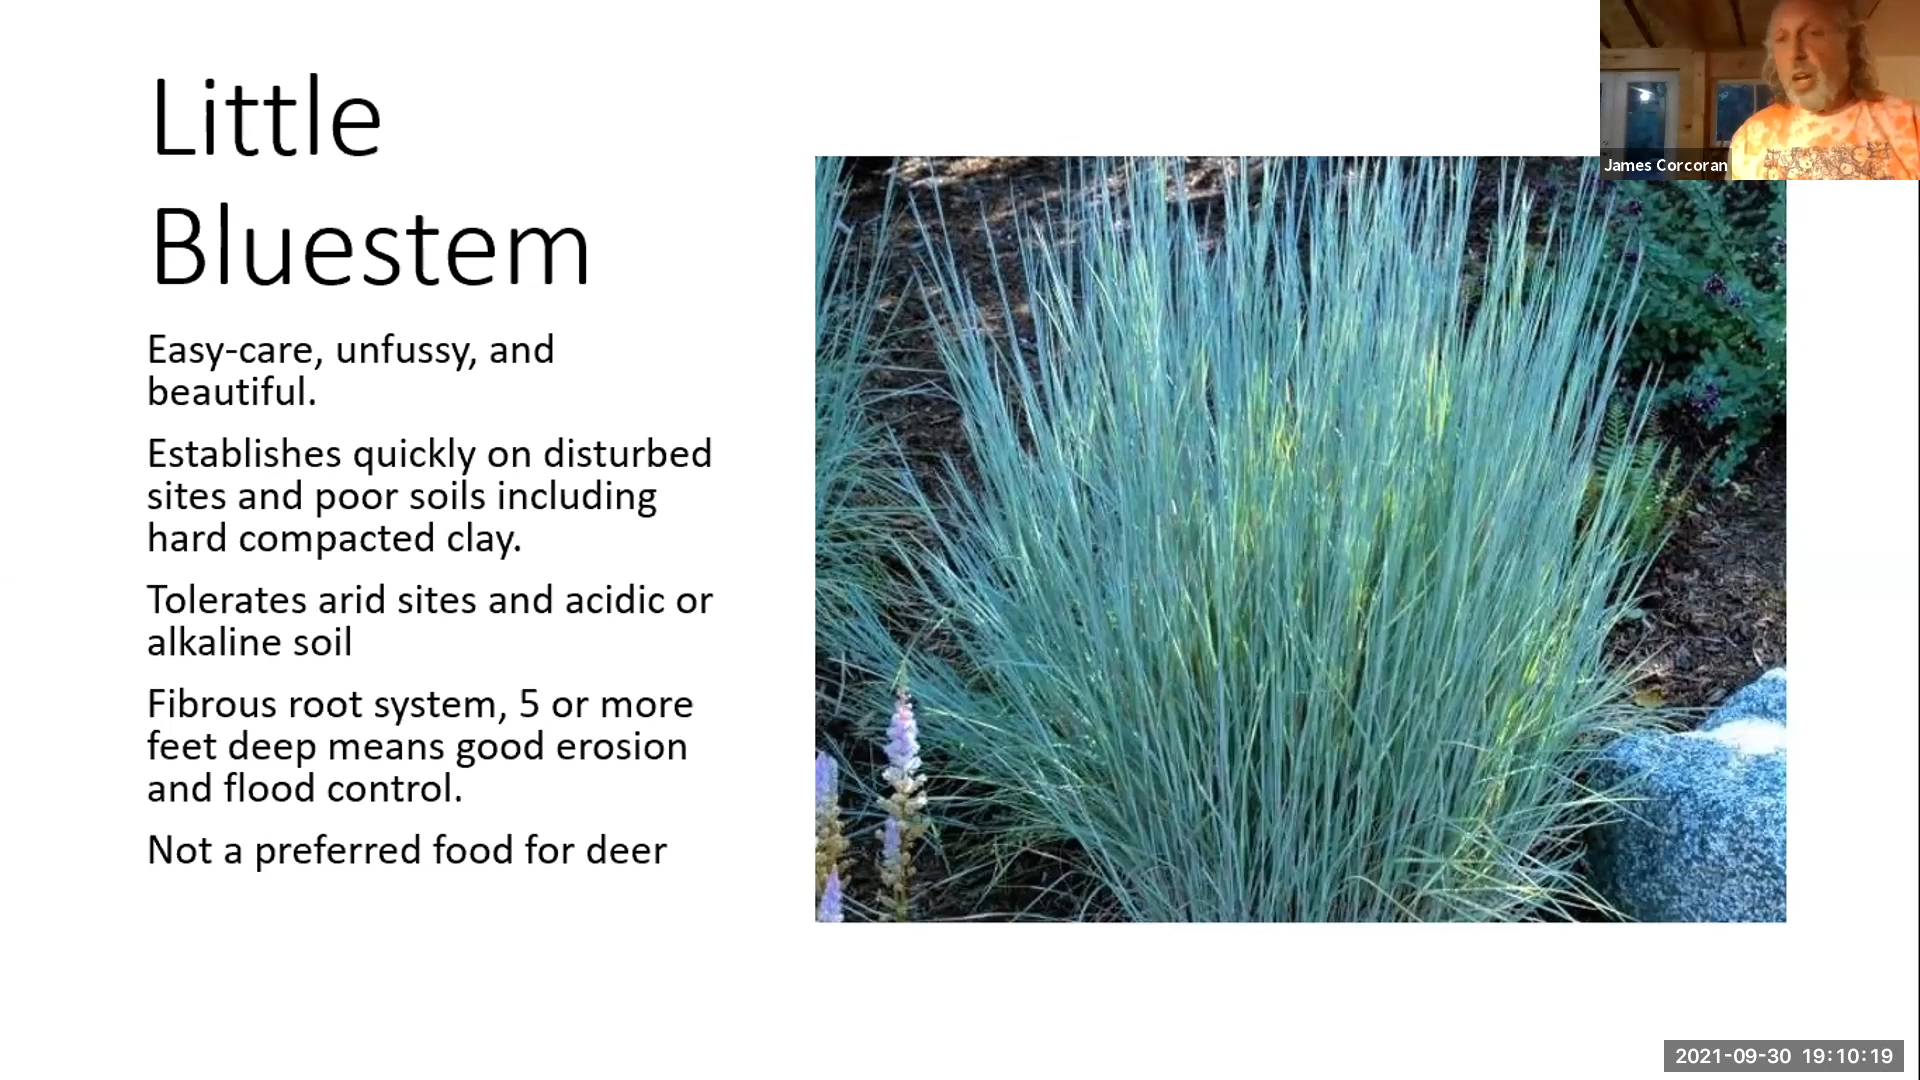 Little
Bluestem
Easy-care, unfussy, and
beautiful.
Establishes quickly on disturbed
sites and poor soils including
hard compacted clay.
Tolerates arid sites and acidic or
alkaline soil
Fibrous root system, 5 or more
feet deep means good erosion
and flood control.
Not a preferred food for deer
James Corcoran
2021-09-30 19:10:19